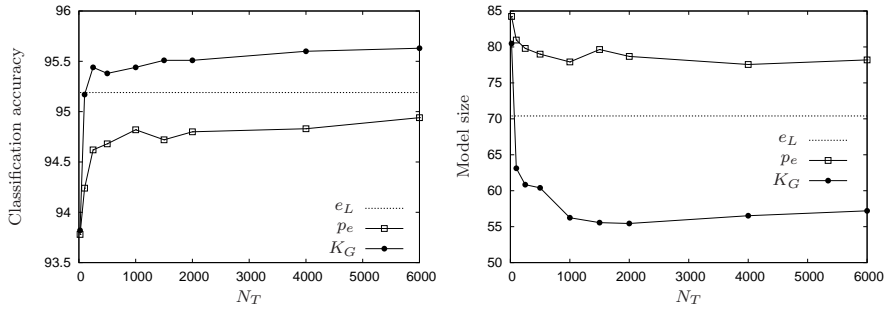 Classification accuracy
96
95.5
95
94.5
94
93.5
0 1000 2000 3000 4000 5000 6000
N_T
e_L
p_e
K_G
Model size
85
80
75
70
65
60
55
50
0 1000 2000 3000 4000 5000 6000
N_T
e_L
p_e
K_G